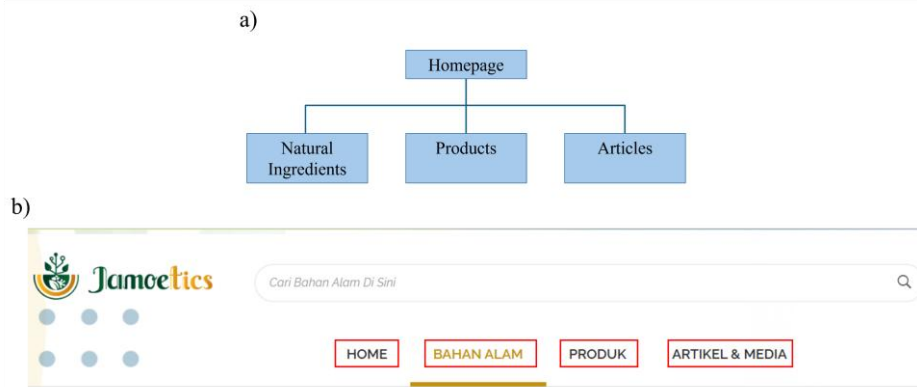 a)
Homepage
Natural
Ingredients
Products
Articles
b)
Jamoetics
Cari Bahan Alam Di Sini
HOME
BAHAN ALAM
PRODUK
ARTIKEL & MEDIA